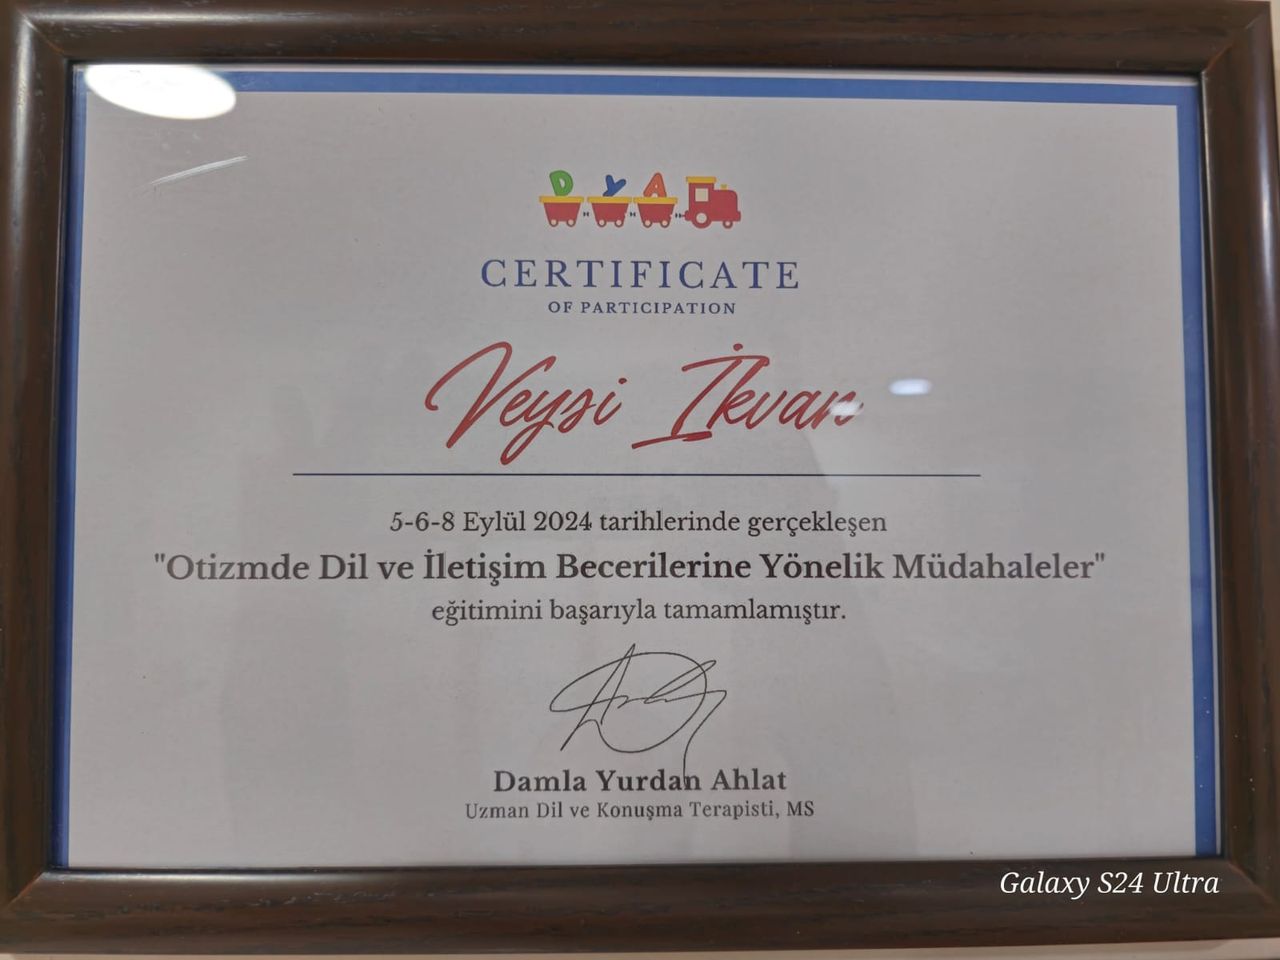 D Y A
CERTIFICATE
OF PARTICIPATION
Veysi İkvan
5-6-8 Eylül 2024 tarihlerinde gerçekleşen
"Otizmde Dil ve İletişim Becerilerine Yönelik Müdahaleler"
eğitimini başarıyla tamamlamıştır.
Damla Yurdan Ahlat
Uzman Dil ve Konuşma Terapisti, MS
Galaxy S24 Ultra